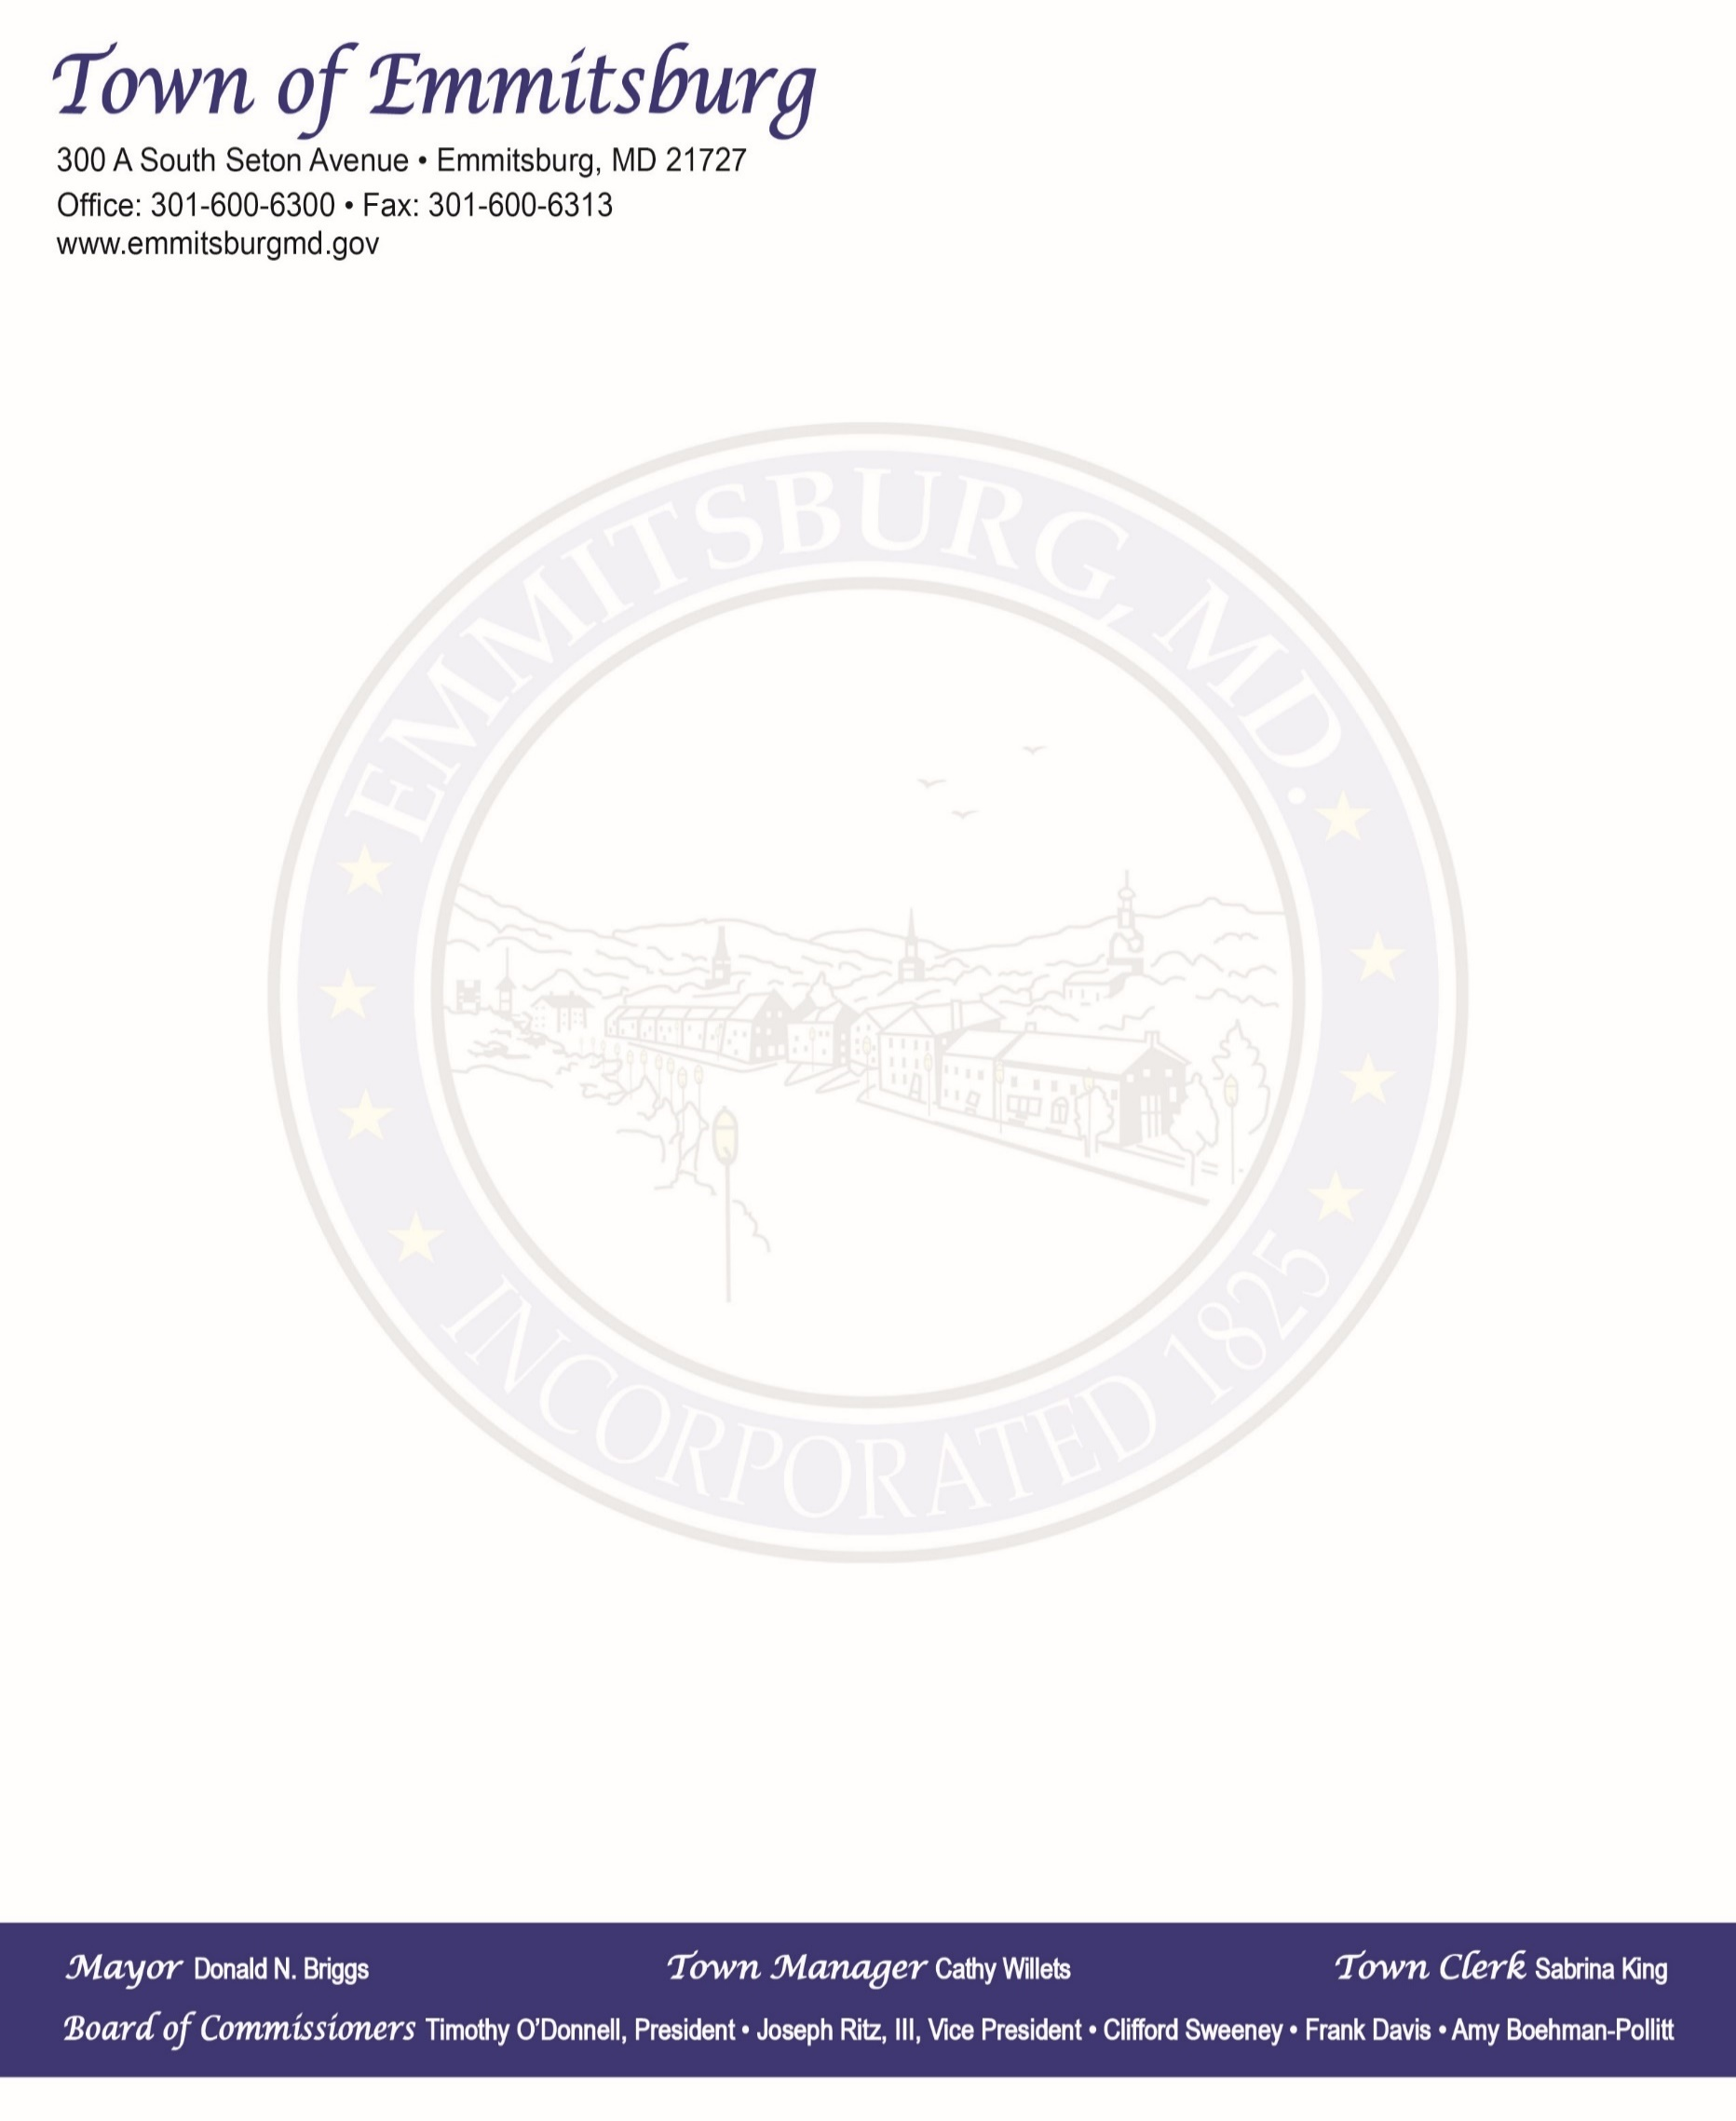 Town of Emmitsburg
300 A South Seton Avenue • Emmitsburg, MD 21727
Office: 301-600-6300 • Fax: 301-600-6313
www.emmitsburgmd.gov
EMMITSBURG, MD.
INCORPORATED 1825
Mayor Donald N. Briggs Town Manager Cathy Willets Town Clerk Sabrina King
Board of Commissioners Timothy O’Donnell, President • Joseph Ritz, III, Vice President • Clifford Sweeney • Frank Davis • Amy Boehman-Pollitt